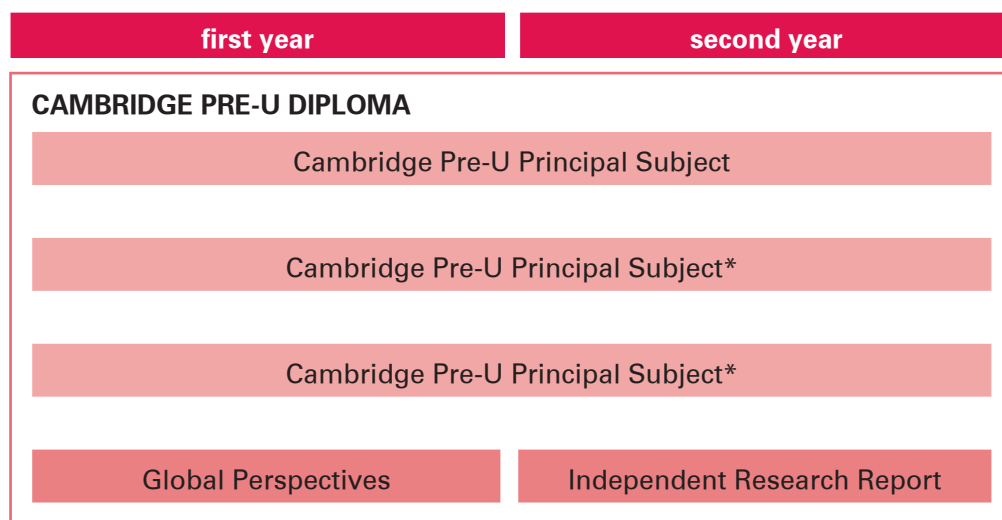 first year
second year
CAMBRIDGE PRE-U DIPLOMA
Cambridge Pre-U Principal Subject
Cambridge Pre-U Principal Subject*
Cambridge Pre-U Principal Subject*
Global Perspectives
Independent Research Report